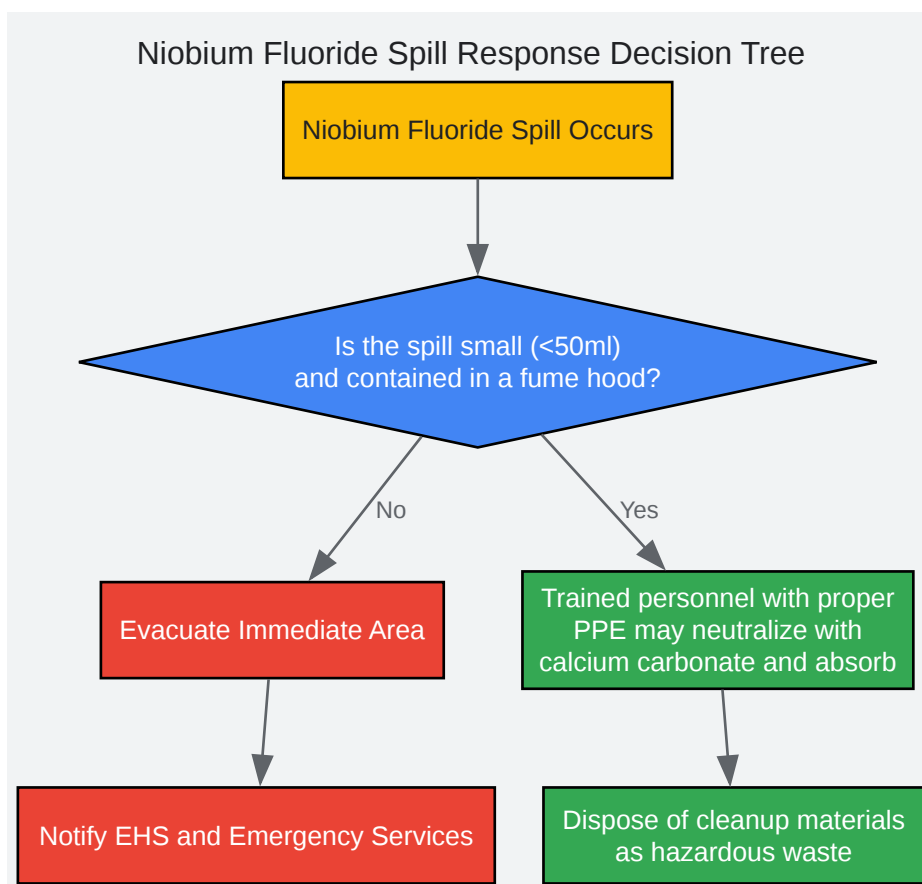 Niobium Fluoride Spill Response Decision Tree
Niobium Fluoride Spill Occurs
Is the spill small (<50ml)
and contained in a fume hood?
No
Yes
Evacuate Immediate Area
Trained personnel with proper
PPE may neutralize with
calcium carbonate and absorb
Notify EHS and Emergency Services
Dispose of cleanup materials
as hazardous waste